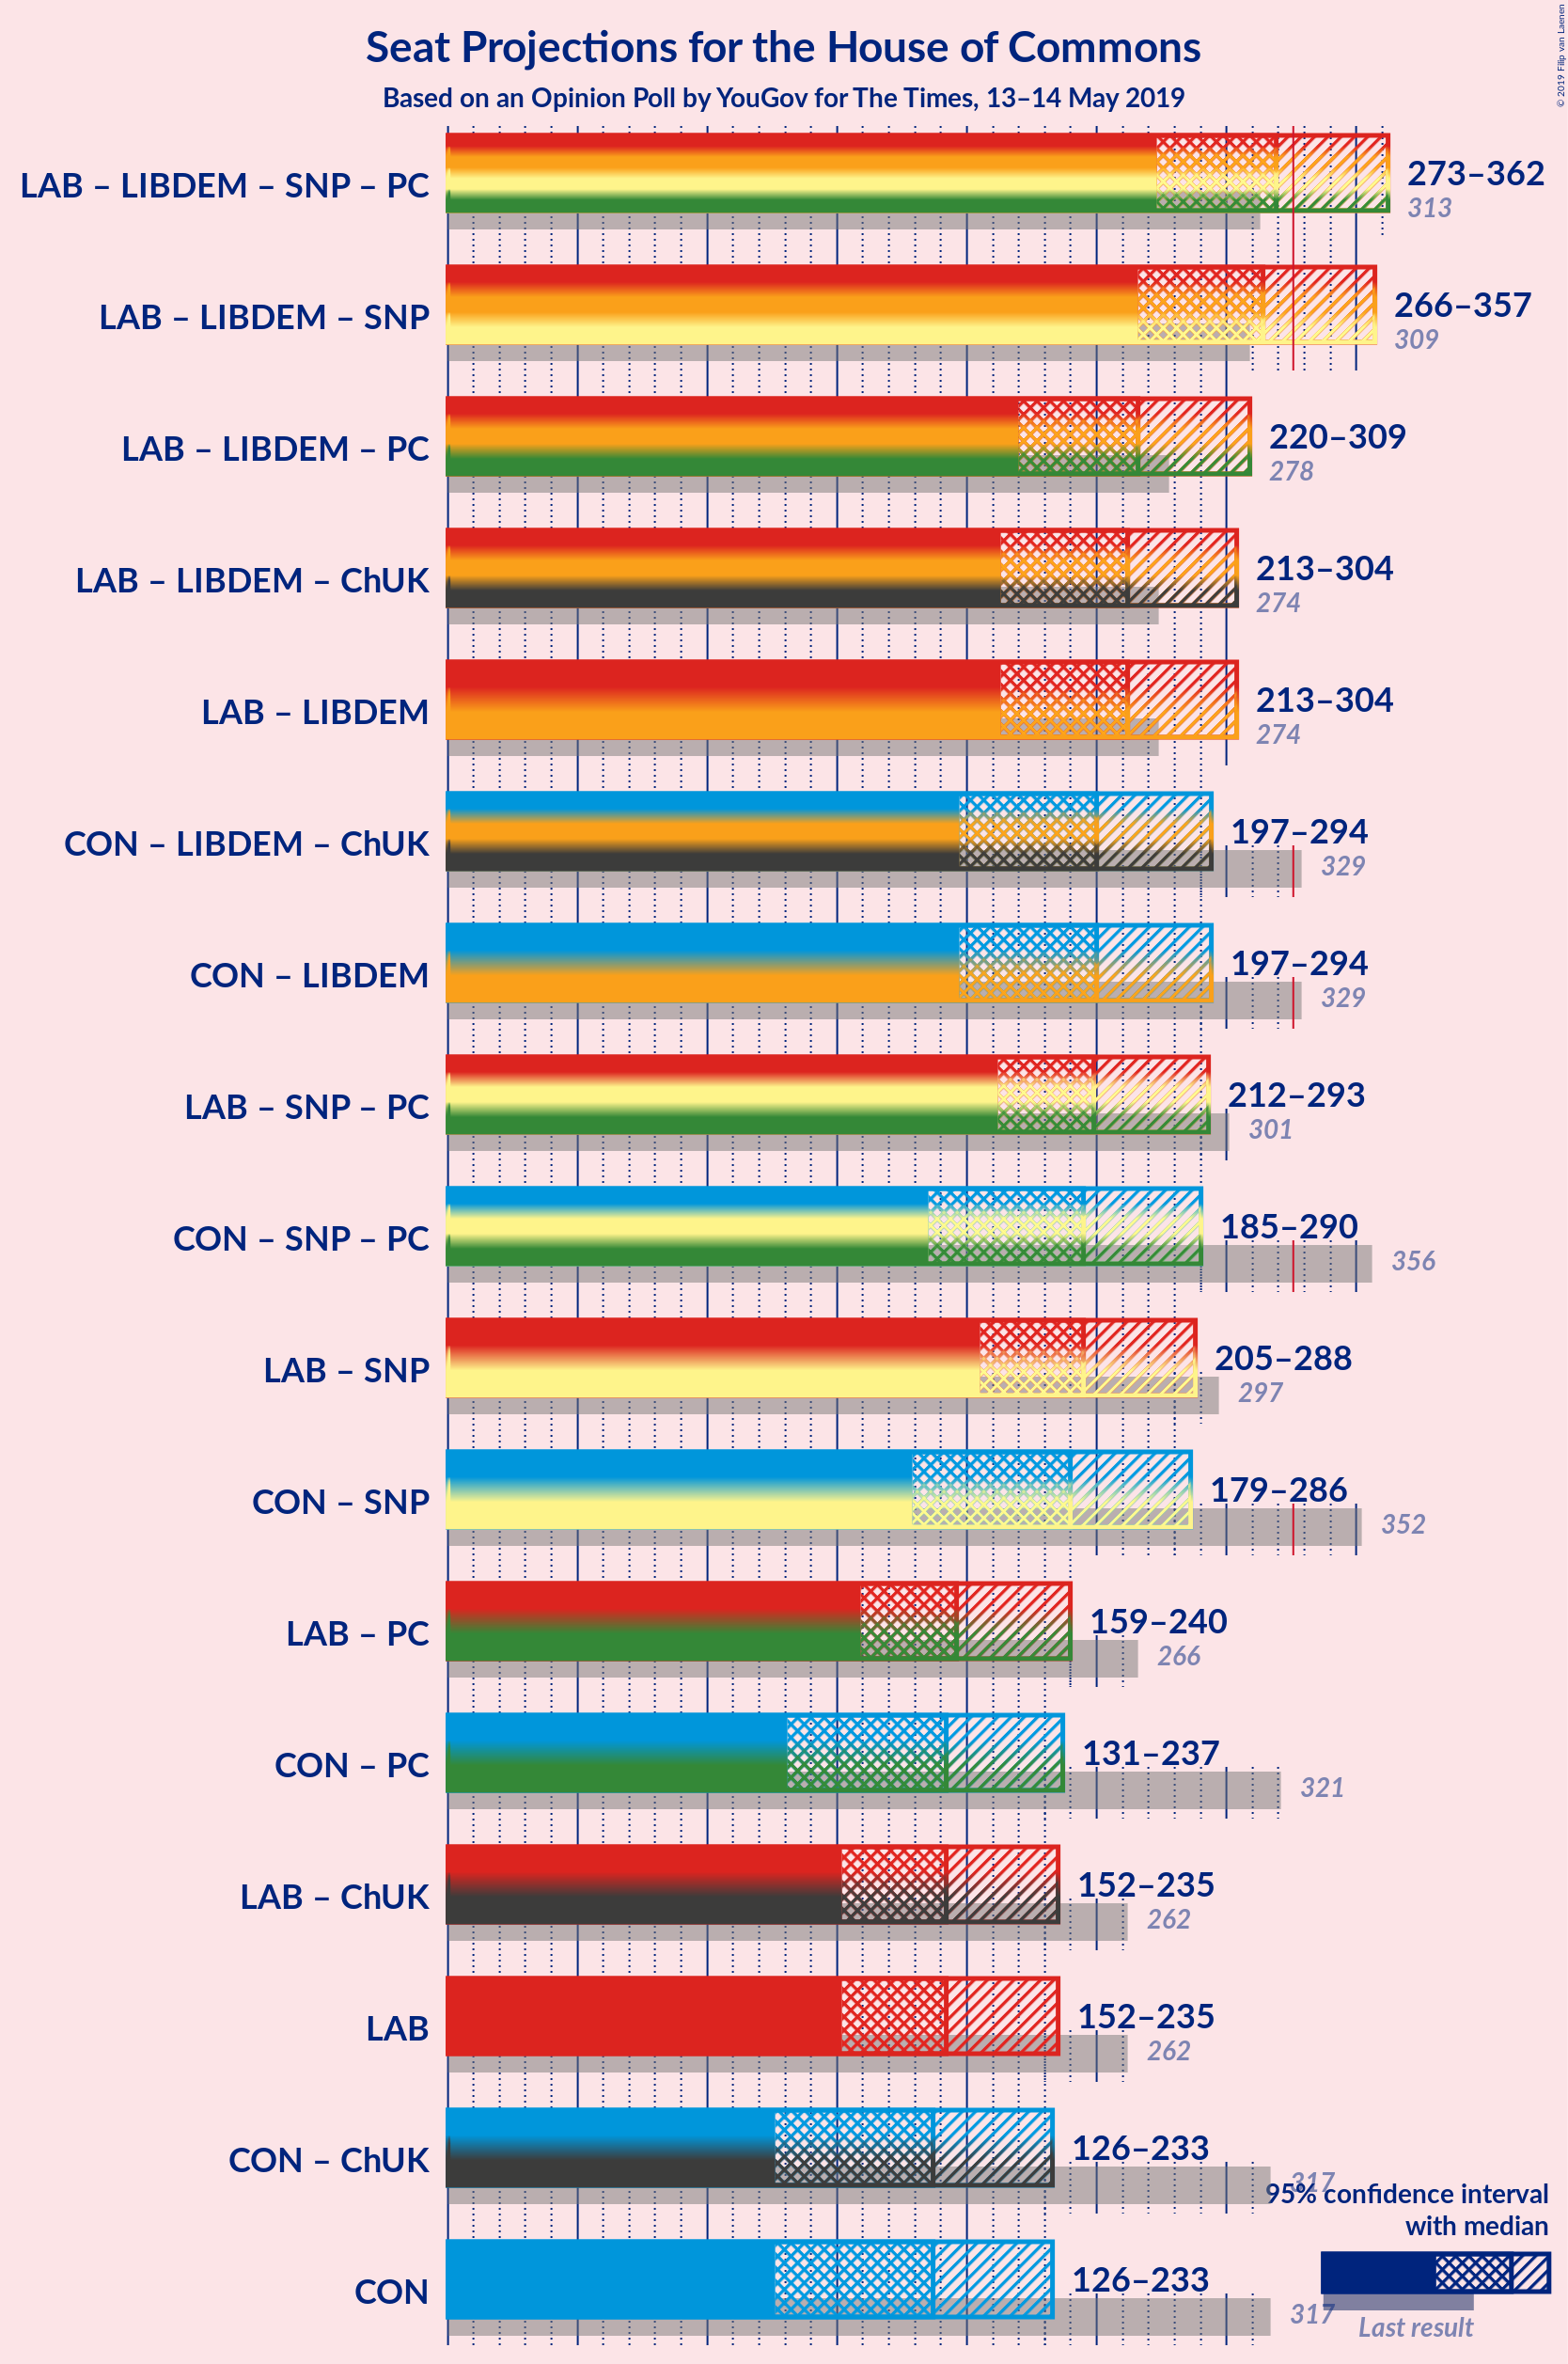 Seat Projections for the House of Commons
Based on an Opinion Poll by YouGov for The Times, 13–14 May 2019
© 2019 Filip van Laenen
LAB – LIBDEM – SNP – PC
273–362
313
LAB – LIBDEM – SNP
266–357
309
LAB – LIBDEM – PC
220–309
278
LAB – LIBDEM – ChUK
213–304
274
LAB – LIBDEM
213–304
274
CON – LIBDEM – ChUK
197–294
329
CON – LIBDEM
197–294
329
LAB – SNP – PC
212–293
301
CON – SNP – PC
185–290
356
LAB – SNP
205–288
297
CON – SNP
179–286
352
LAB – PC
159–240
266
CON – PC
131–237
321
LAB – ChUK
152–235
262
LAB
152–235
262
CON – ChUK
126–233
317
CON
126–233
317
95% confidence interval
with median
Last result